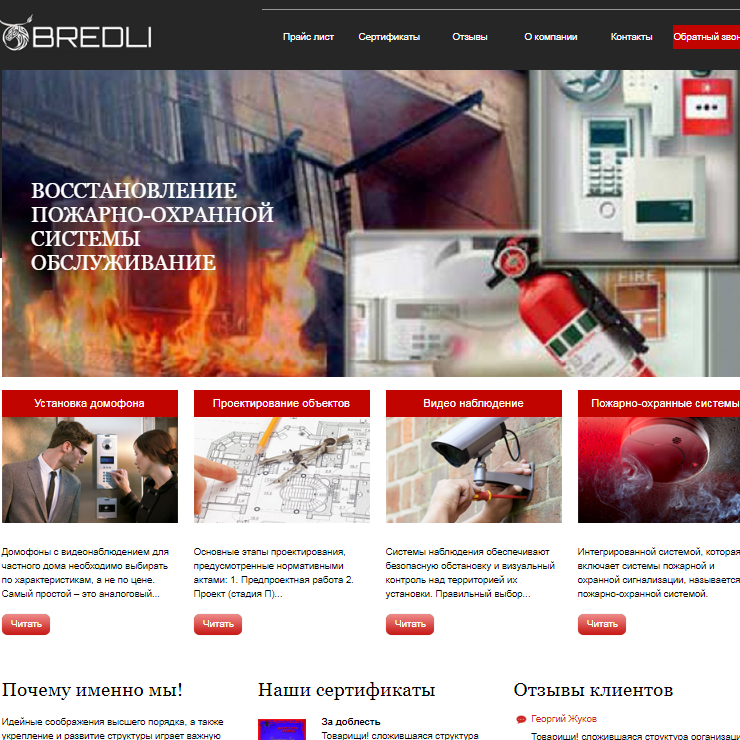 BREDLI
Прайс лист
Сертификаты
Отзывы
О компании
Контакты
Обратный звон
ВОССТАНОВЛЕНИЕ
ПОЖАРНО-ОХРАННОЙ
СИСТЕМЫ
ОБСЛУЖИВАНИЕ
FIRE
Установка домофона
Проектирование объектов
Видео наблюдение
Пожарно-охранные системы
Домофоны с видеонаблюдением для
частного дома необходимо выбирать
по характеристикам, а не по цене.
Самый простой – это аналоговый...
Читать
Основные этапы проектирования,
предусмотренные нормативными
актами: 1. Предпроектная работа 2.
Проект (стадия П)...
Читать
Системы наблюдения обеспечивают
безопасную обстановку и визуальный
контроль над территорией их
установки. Правильный выбор...
Читать
Интегрированной системой, которая
включает системы пожарной и
охранной сигнализации, называется
пожарно-охранной системой.
Читать
Почему именно мы!
Идейные соображения высшего порядка, а также
укрепление и развитие структуры играет важную
Наши сертификаты
За доблесть
Товарищи! сложившаяся структура
Отзывы клиентов
Георгий Жуков
Товарищи! сложившаяся структура организации